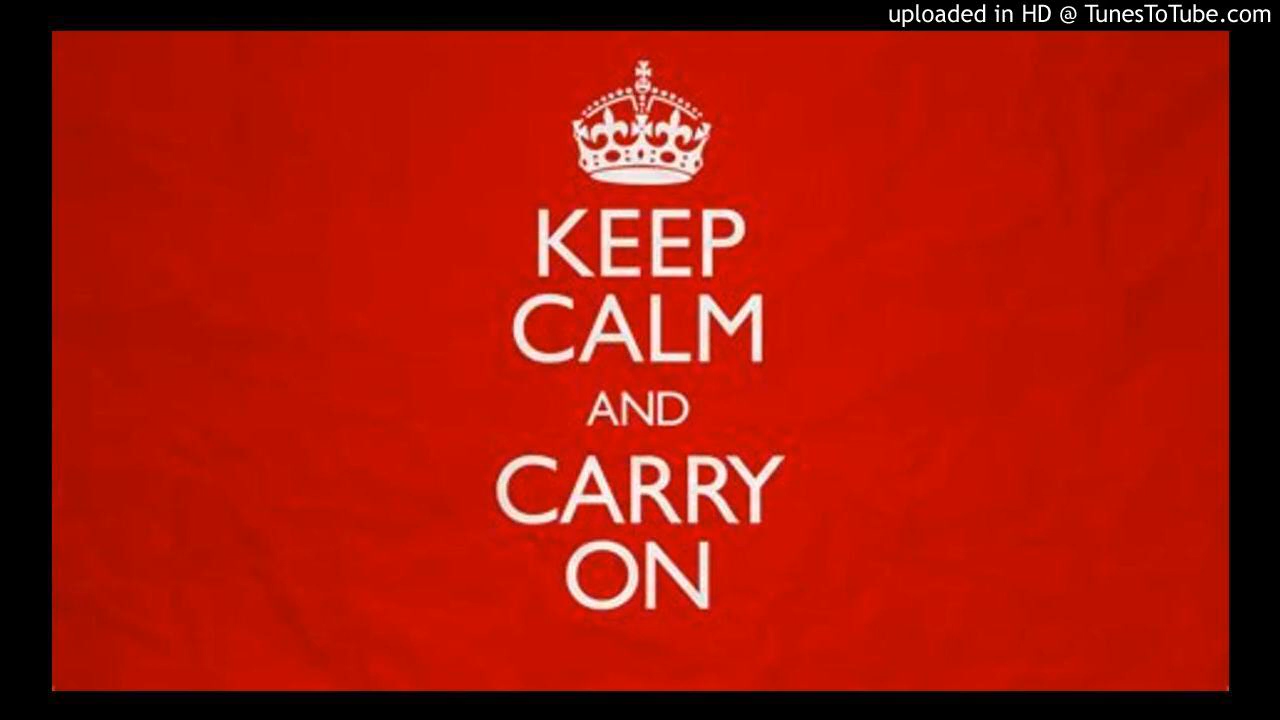 uploaded in HD @ TunesToTube.com
KEEP
CALM
AND
CARRY
ON